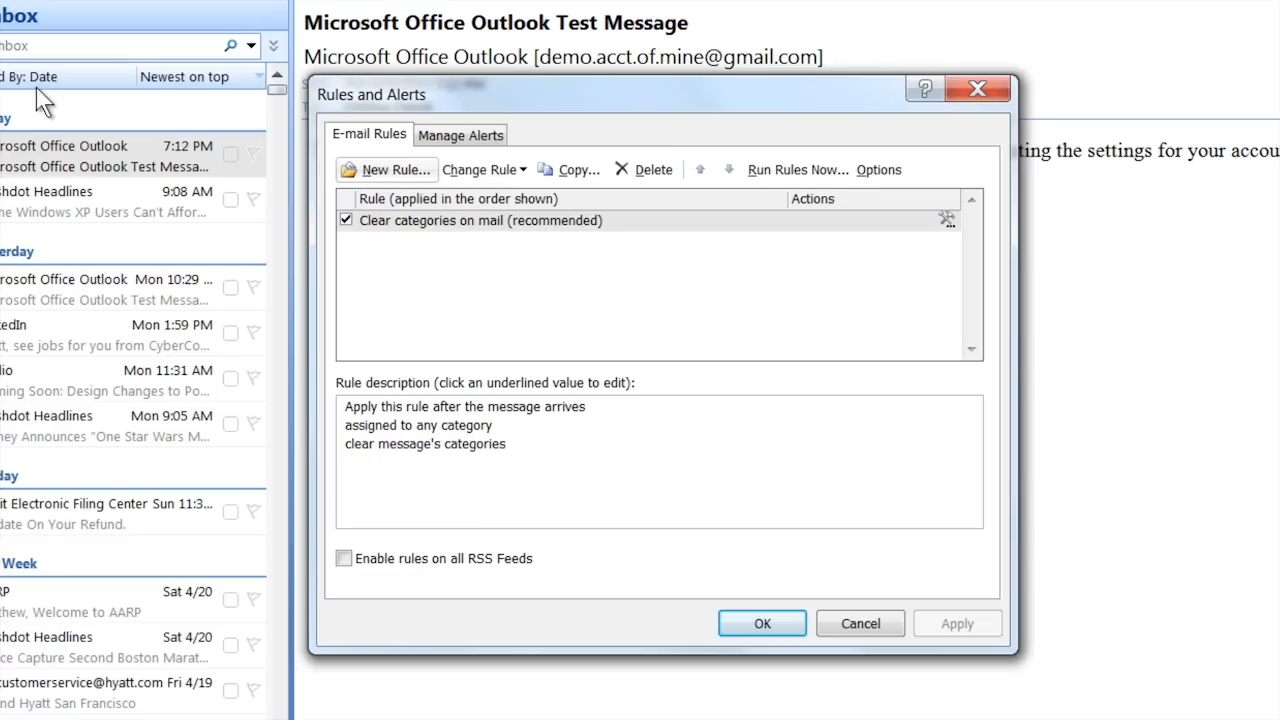 nbox
nbox
d By: Date Newest on top
ay
rosoft Office Outlook 7:12 PM
rosoft Office Outlook Test Messa...
shdot Headlines 9:08 AM
me Windows XP Users Can't Affor...
terday
rosoft Office Outlook Mon 10:29 ...
rosoft Office Outlook Test Messa...
kedIn Mon 1:59 PM
tt, see jobs for you from CyberCo...
dio Mon 11:31 AM
ming Soon: Design Changes to Po...
shdot Headlines Mon 9:05 AM
ney Announces "One Star Wars M...
day
it Electronic Filing Center Sun 11:3...
date On Your Refund.
Week
RP Sat 4/20
thew, Welcome to AARP
shdot Headlines Sat 4/20
ce Capture Second Boston Marat...
customerservice@hyatt.com Fri 4/19
nd Hyatt San Francisco
Microsoft Office Outlook Test Message
Microsoft Office Outlook [demo.acct.of.mine@gmail.com]
ting the settings for your accou
Rules and Alerts
E-mail Rules Manage Alerts
New Rule... Change Rule Copy... Delete Run Rules Now... Options
Rule (applied in the order shown) Actions
Clear categories on mail (recommended)
Rule description (click an underlined value to edit):
Apply this rule after the message arrives
assigned to any category
clear message's categories
Enable rules on all RSS Feeds
OK Cancel Apply